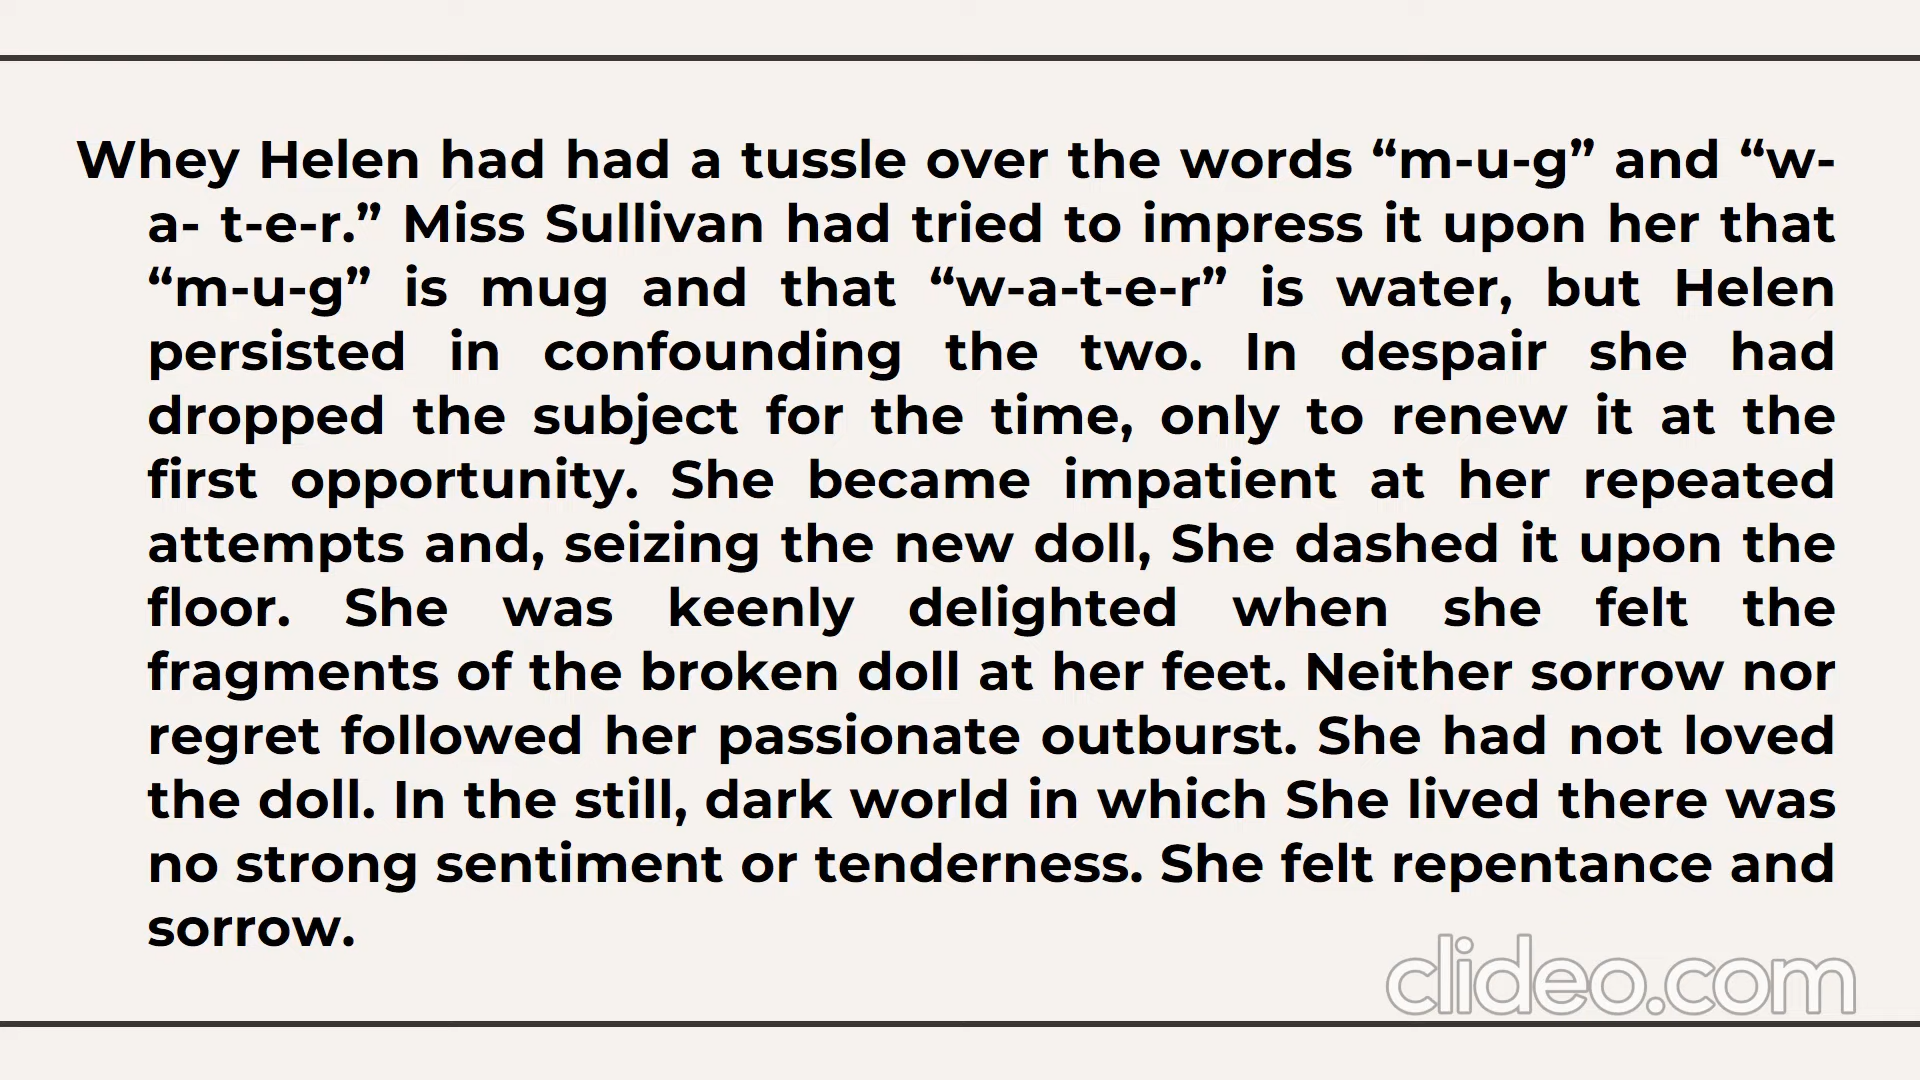 Whey Helen had had a tussle over the words “m-u-g” and “w-
a- t-e-r.” Miss Sullivan had tried to impress it upon her that
“m-u-g” is mug and that “w-a-t-e-r” is water, but Helen
persisted in confounding the two. In despair she had
dropped the subject for the time, only to renew it at the
first opportunity. She became impatient at her repeated
attempts and, seizing the new doll, She dashed it upon the
floor. She was keenly delighted when she felt the
fragments of the broken doll at her feet. Neither sorrow nor
regret followed her passionate outburst. She had not loved
the doll. In the still, dark world in which She lived there was
no strong sentiment or tenderness. She felt repentance and
sorrow.
clideo.com